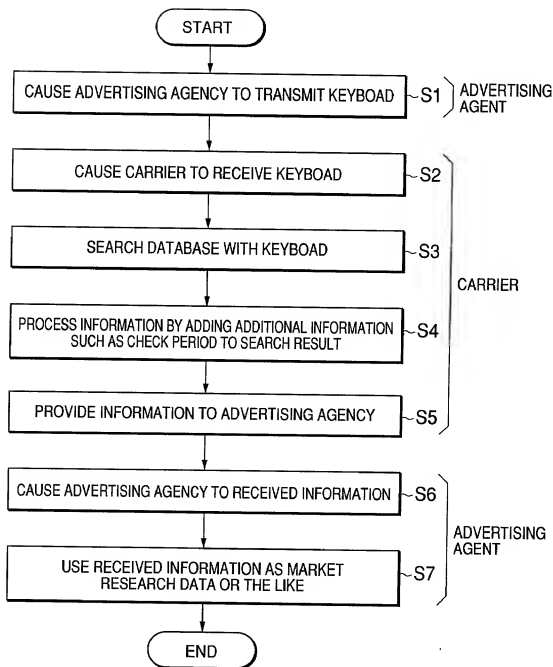 START
CAUSE ADVERTISING AGENCY TO TRANSMIT KEYBOAD
S1
ADVERTISING
AGENT
CAUSE CARRIER TO RECEIVE KEYBOAD
S2
SEARCH DATABASE WITH KEYBOAD
S3
CARRIER
PROCESS INFORMATION BY ADDING ADDITIONAL INFORMATION
SUCH AS CHECK PERIOD TO SEARCH RESULT
S4
PROVIDE INFORMATION TO ADVERTISING AGENCY
S5
CAUSE ADVERTISING AGENCY TO RECEIVED INFORMATION
S6
ADVERTISING
AGENT
USE RECEIVED INFORMATION AS MARKET
RESEARCH DATA OR THE LIKE
S7
END